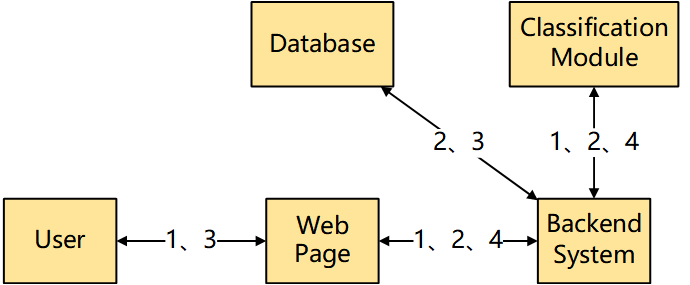 Database
Classification
Module
2、3
1、2、4
User
1、3
Web
Page
1、2、4
Backend
System